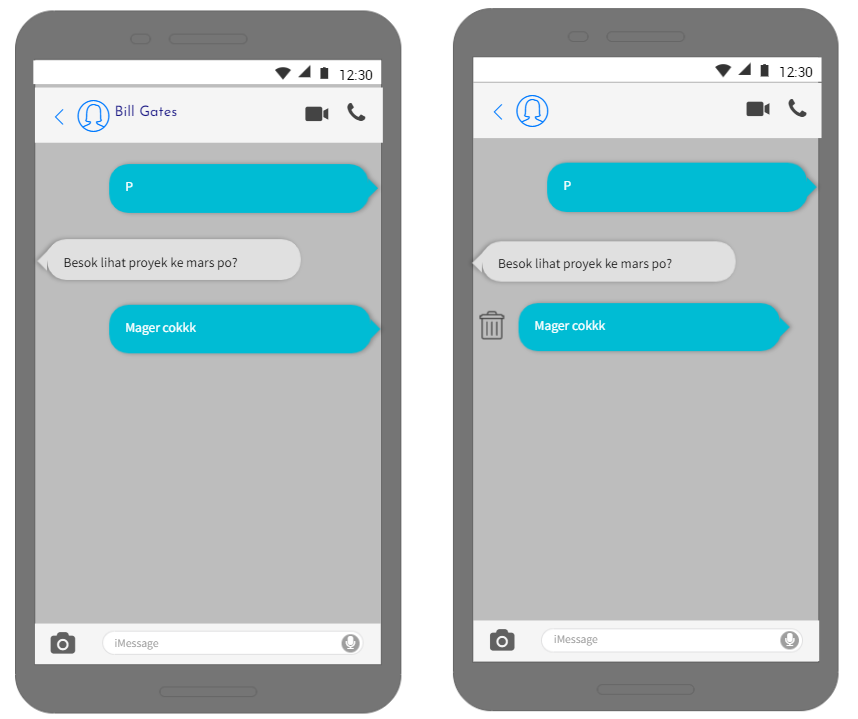 12:30
Bill Gates
P
Besok lihat proyek ke mars po?
Mager cokkk
iMessage
12:30
P
Besok lihat proyek ke mars po?
Mager cokkk
iMessage